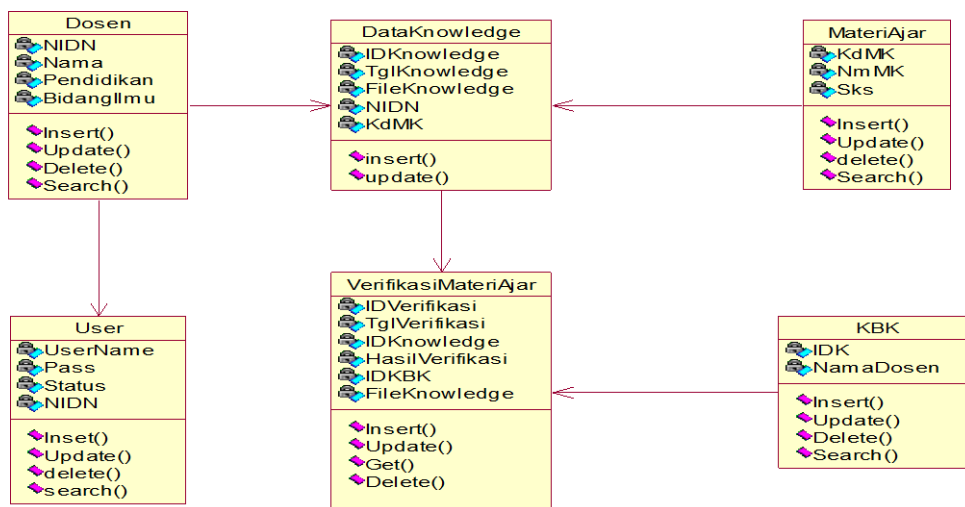 Dosen
NIDN
Nama
Pendidikan
BidangIlmu
Insert()
Update()
Delete()
Search()
DataKnowledge
IDKnowledge
TglKnowledge
FileKnowledge
NIDN
KdMK
insert()
update()
MateriAjar
KdMK
NmMK
Sks
Insert()
Update()
delete()
Search()
User
UserName
Pass
Status
NIDN
Inset()
Update()
delete()
search()
VerifikasiMateriAjar
IDVerifikasi
TglVerifikasi
IDKnowledge
HasilVerifikasi
IDKBK
FileKnowledge
Insert()
Update()
Get()
Delete()
KBK
IDK
NamaDosen
Insert()
Update()
Delete()
Search()